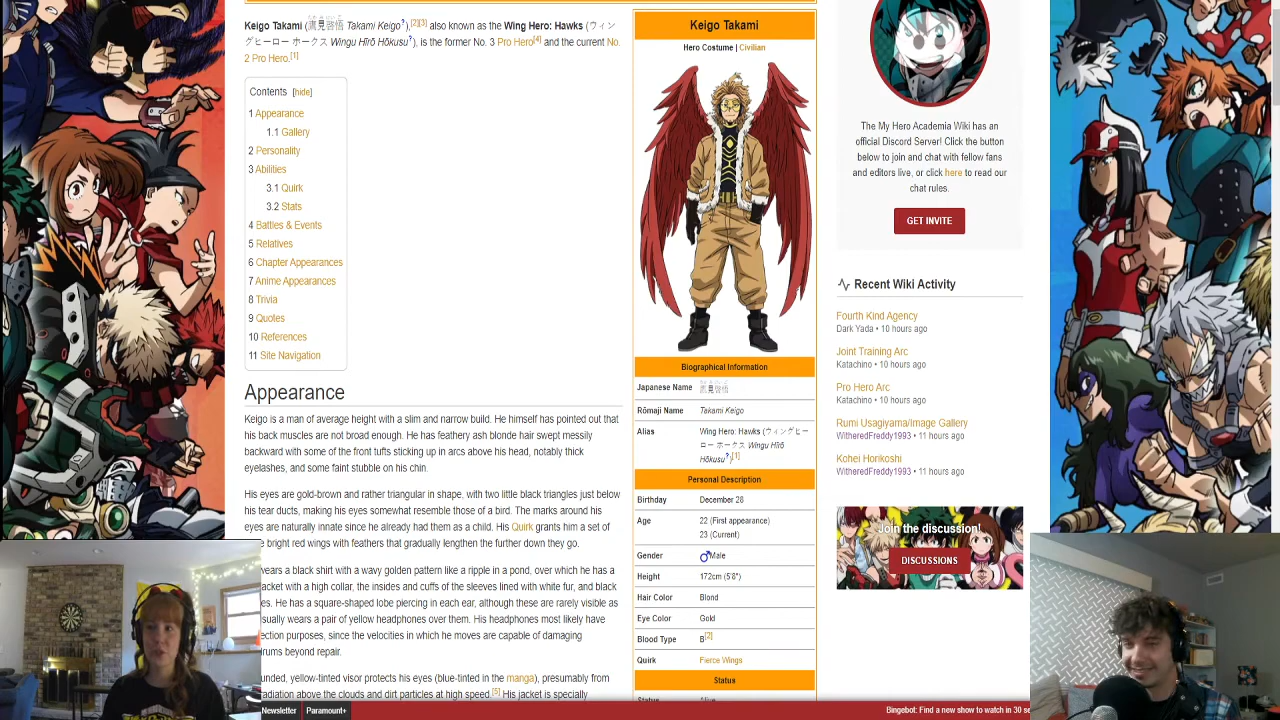 Keigo Takami (鷹見啓悟 Takami Keigo?),[2][3] also known as the Wing Hero: Hawks (ウィン
グヒーロー ホークス Wingu Hīrō Hōkusu?), is the former No. 3 Pro Hero[4] and the current No.
2 Pro Hero.[1]
Contents [hide]
1 Appearance
1.1 Gallery
2 Personality
3 Abilities
3.1 Quirk
3.2 Stats
4 Battles & Events
5 Relatives
6 Chapter Appearances
7 Anime Appearances
8 Trivia
9 Quotes
10 References
11 Site Navigation
Appearance
Keigo is a man of average height with a slim and narrow build. He himself has pointed out that
his back muscles are not broad enough. He has feathery ash blonde hair swept messily
backward with some of the front tufts sticking up in arcs above his head, notably thick
eyelashes, and some faint stubble on his chin.
His eyes are gold-brown and rather triangular in shape, with two little black triangles just below
his tear ducts, making his eyes somewhat resemble those of a bird. The marks around his
eyes are naturally innate since he already had them as a child. His Quirk grants him a set of
bright red wings with feathers that gradually lengthen the further down they go.
wears a black shirt with a wavy golden pattern like a ripple in a pond, over which he has a
jacket with a high collar, the insides and cuffs of the sleeves lined with white fur, and black
es. He has a square-shaped lobe piercing in each ear, although these are rarely visible as
sually wears a pair of yellow headphones over them. His headphones most likely have
ection purposes, since the velocities in which he moves are capable of damaging
rums beyond repair.
unded, yellow-tinted visor protects his eyes (blue-tinted in the manga), presumably from
adiation above the clouds and dirt particles at high speed.[5] His jacket is specially
Keigo Takami
Hero Costume | Civilian
Biographical Information
Japanese Name 鷹見啓悟
Rōmaji Name Takami Keigo
Alias Wing Hero: Hawks (ウィングヒー
ロー ホークス Wingu Hīrō
Hōkusu?)[1]
Personal Description
Birthday December 28
Age 22 (First appearance)
23 (Current)
Gender ♂Male
Height 172cm (5'8")
Hair Color Blond
Eye Color Gold
Blood Type B[2]
Quirk Fierce Wings
Status
The My Hero Academia Wiki has an
official Discord Server! Click the button
below to join and chat with fellow fans
and editors live, or click here to read our
chat rules.
GET INVITE
Recent Wiki Activity
Fourth Kind Agency
Dark Yada • 10 hours ago
Joint Training Arc
Katachino • 10 hours ago
Pro Hero Arc
Katachino • 10 hours ago
Rumi Usagiyama/Image Gallery
WitheredFreddy1993 • 11 hours ago
Kohei Horikoshi
WitheredFreddy1993 • 11 hours ago
Join the discussion!
DISCUSSIONS
Newsletter Paramount+
Bingebot: Find a new show to watch in 30 se